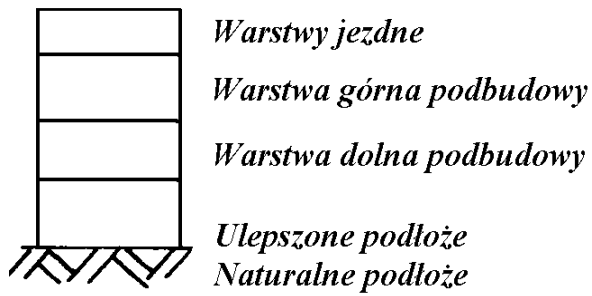 Warstwy jezdne
Warstwa górna podbudowy
Warstwa dolna podbudowy
Ulepszone podłoże
Naturalne podłoże